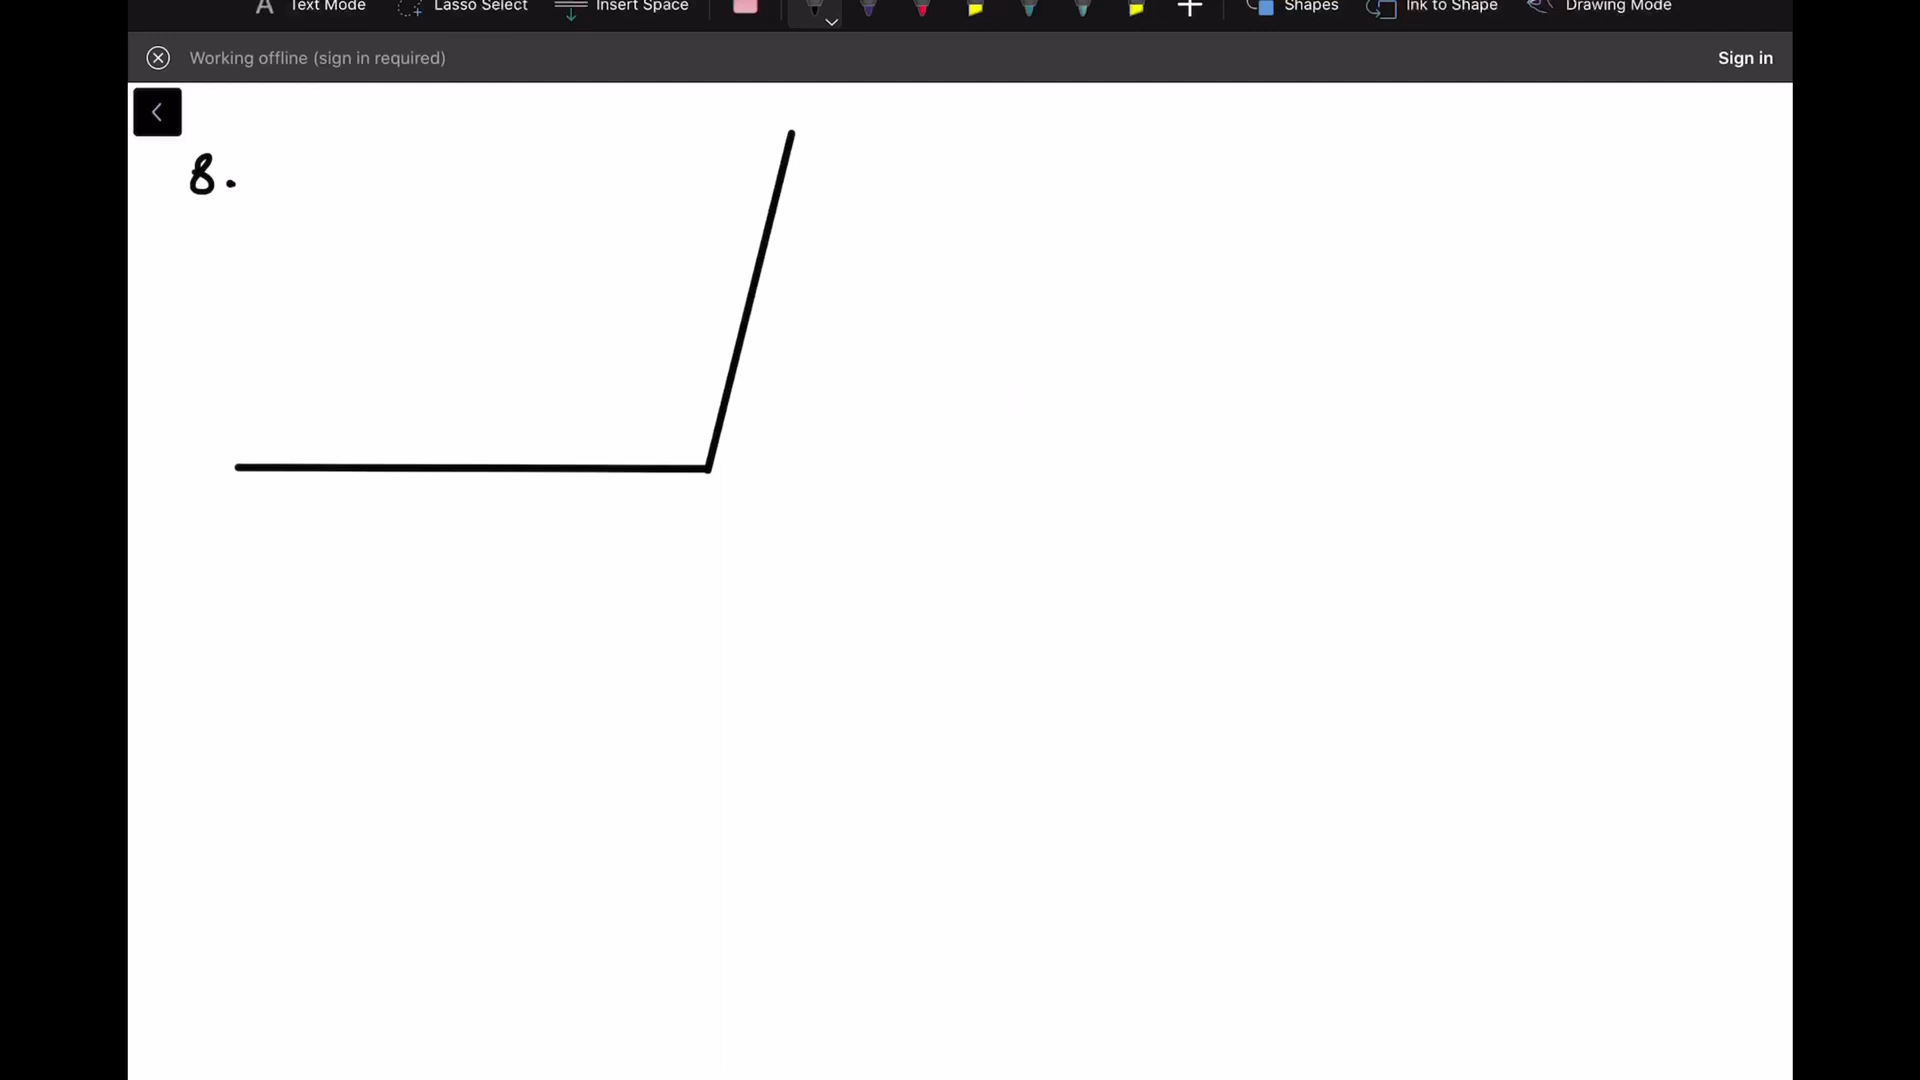 Text Mode Lasso Select Insert Space Shapes Ink to Shape Drawing Mode
Working offline (sign in required) Sign in
8.